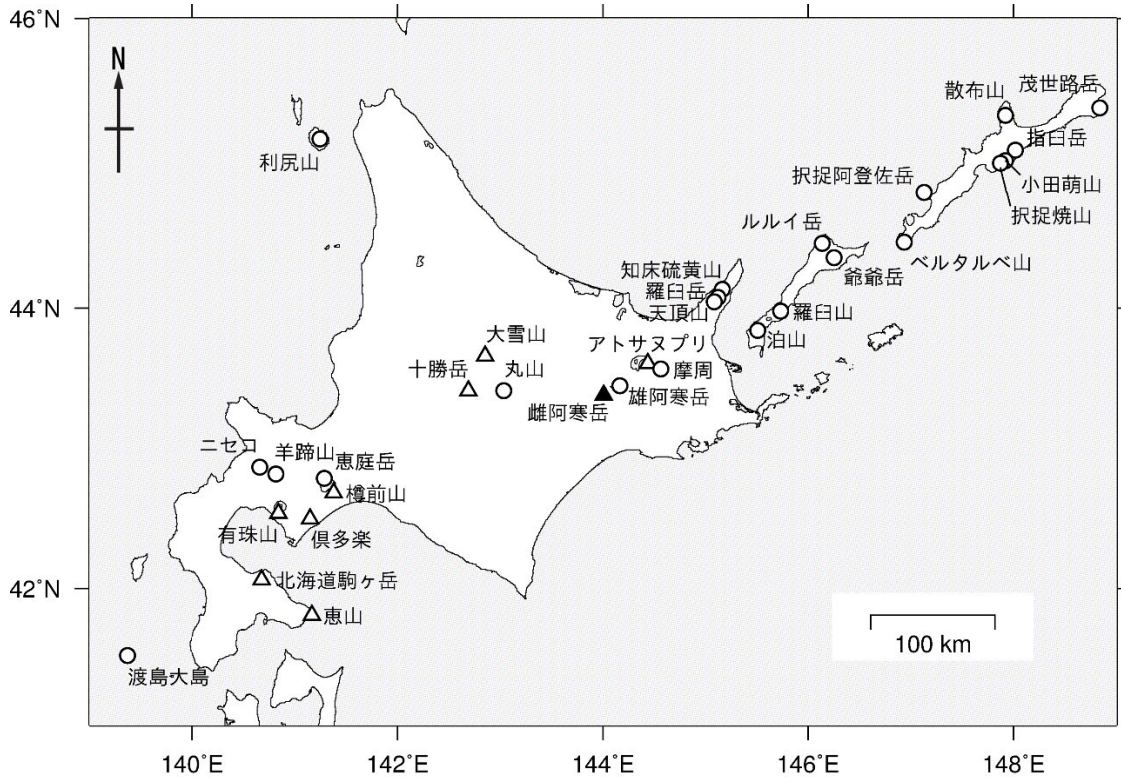 46˚N
N
散布山
茂世路岳
利尻山
指臼岳
択捉阿登佐岳
小田萌山
択捉焼山
ルルイ岳
ベルタルベ山
爺爺岳
知床硫黄山
羅臼岳
天頂山
44˚N
羅臼山
泊山
大雪山
アトサヌプリ
十勝岳
丸山
摩周
雄阿寒岳
雌阿寒岳
ニセコ
羊蹄山
恵庭岳
樽前山
有珠山
倶多楽
42˚N
北海道駒ヶ岳
恵山
100 km
渡島大島
140˚E
142˚E
144˚E
146˚E
148˚E